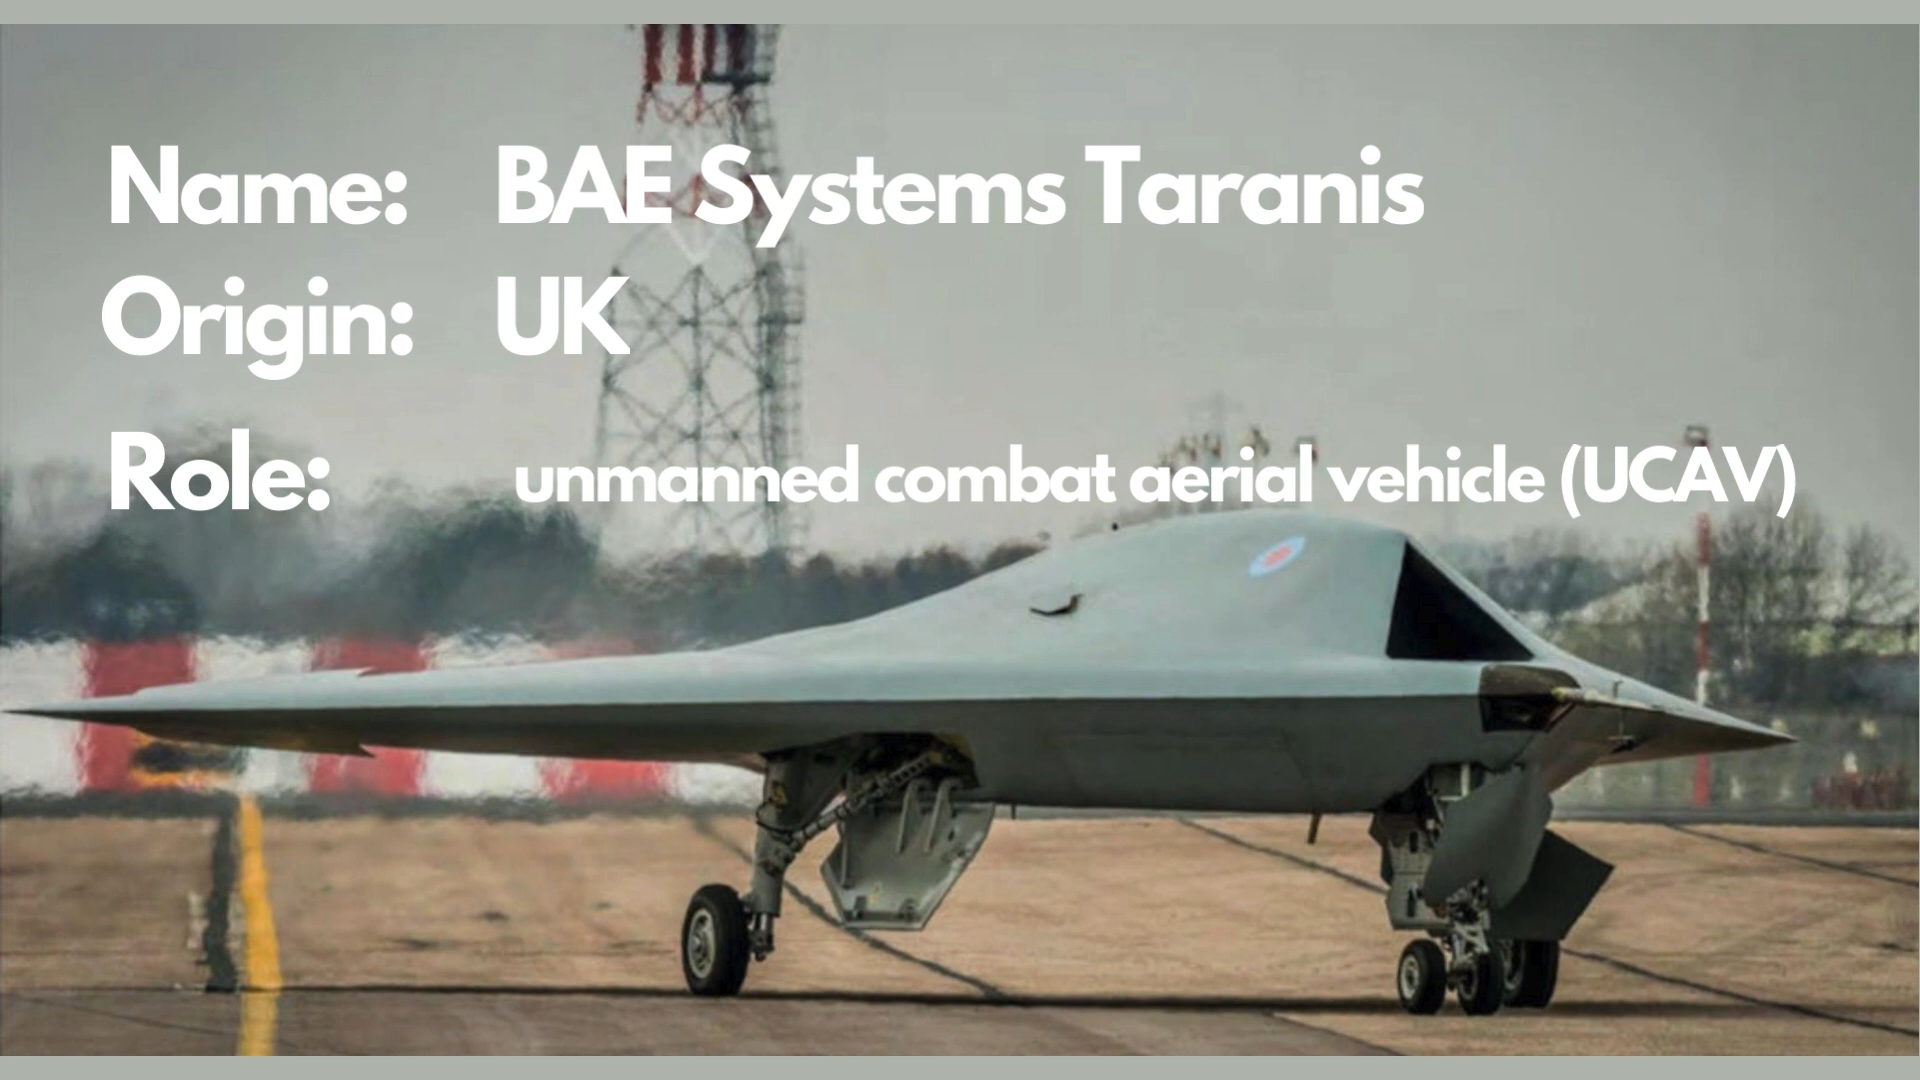 Name: BAE Systems Taranis
Origin: UK
Role: unmanned combat aerial vehicle (UCAV)